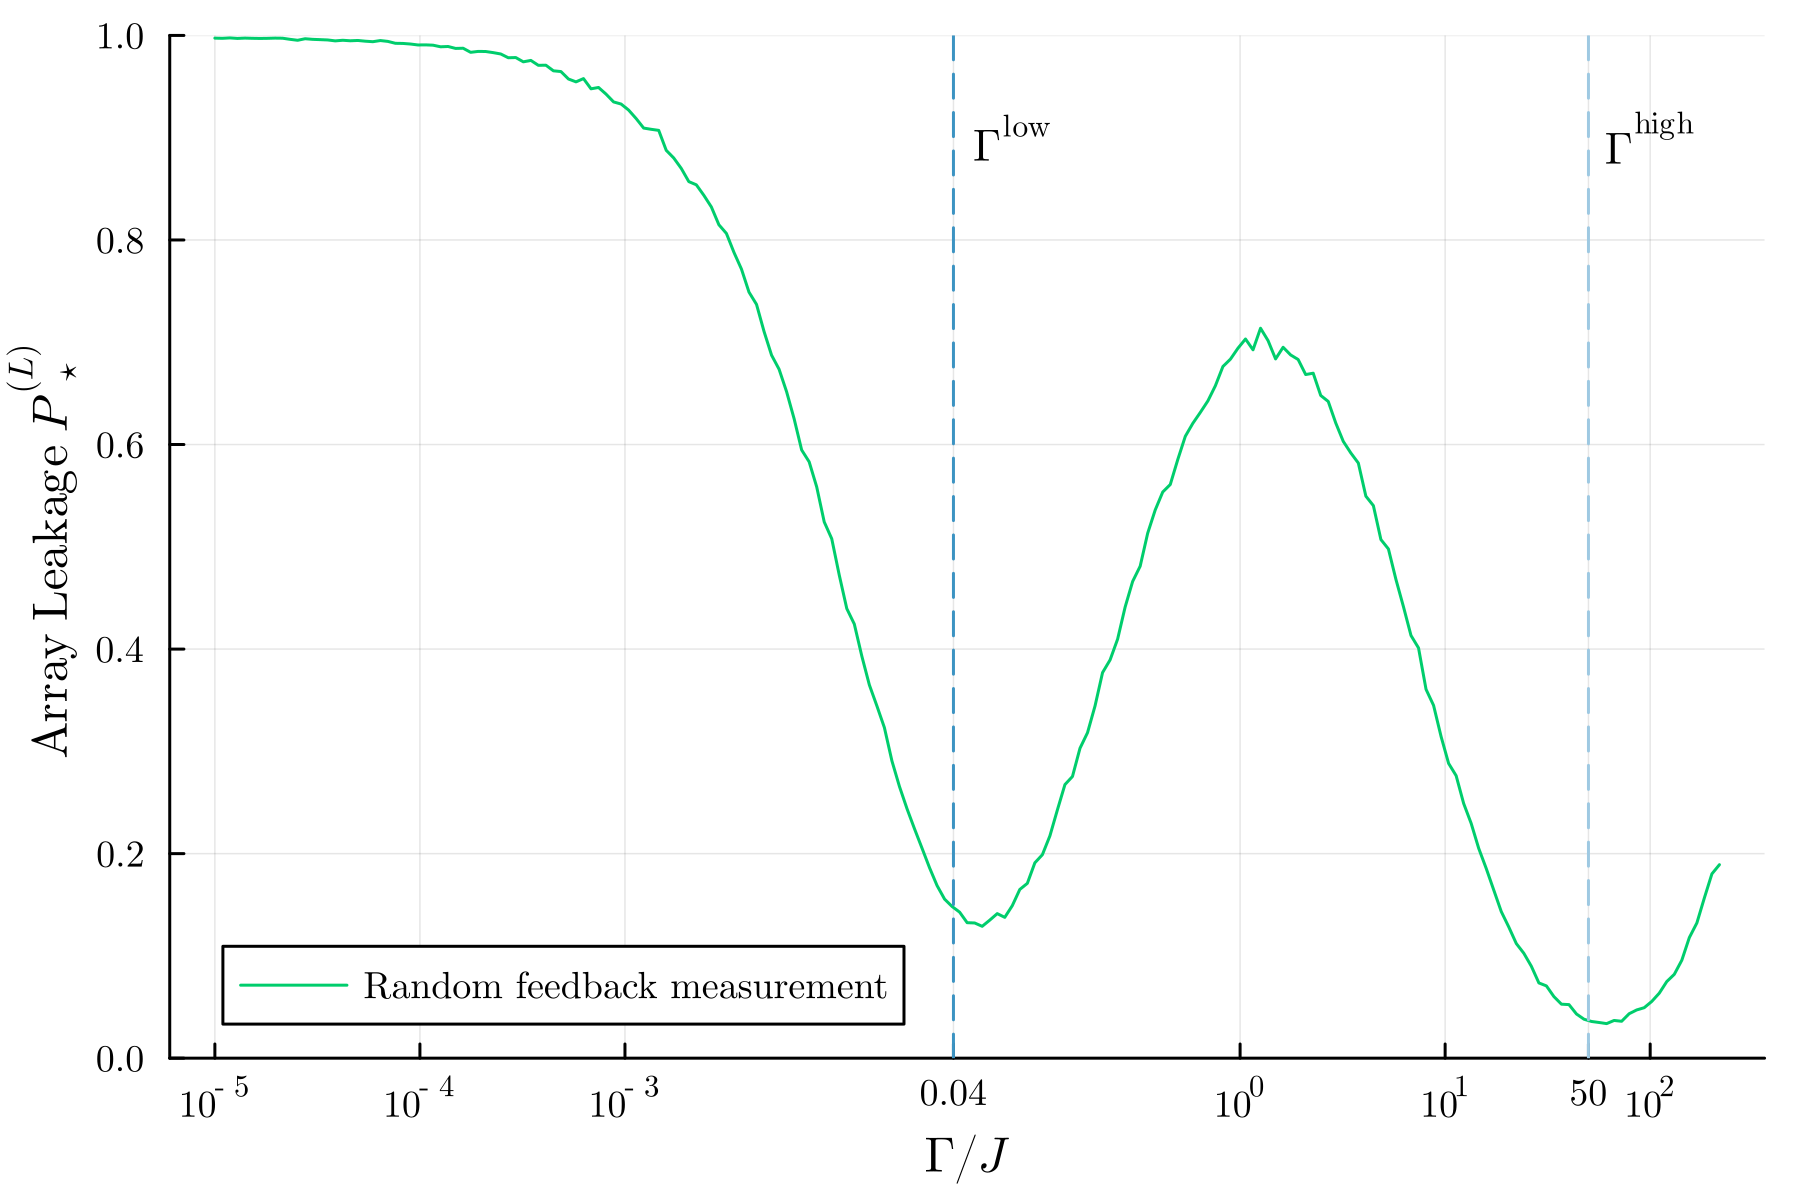 1.0
0.8
0.6
0.4
0.2
0.0
Array Leakage P⋆^(L)
Γ^low
Γ^high
Random feedback measurement
10^-5 10^-4 10^-3 0.04 10^0 10^1 50 10^2
Γ/J